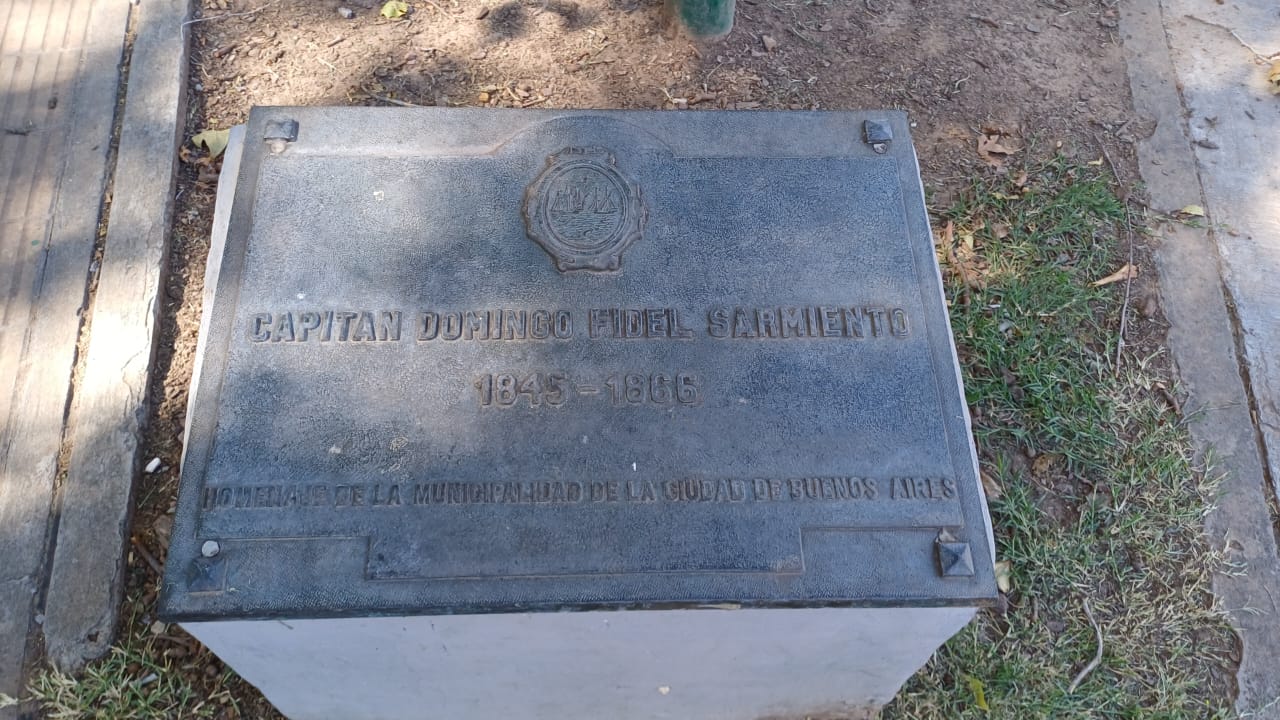 CAPITAN DOMINGO FIDEL SARMIENTO
1845-1866
HOMENAJE DE LA MUNICIPALIDAD DE LA CIUDAD DE BUENOS AIRES